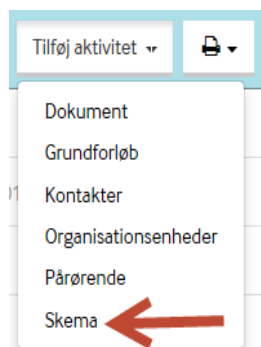 Tilføj aktivitet
Dokument
Grundforløb
Kontakter
Organisationsenheder
Pårørende
Skema